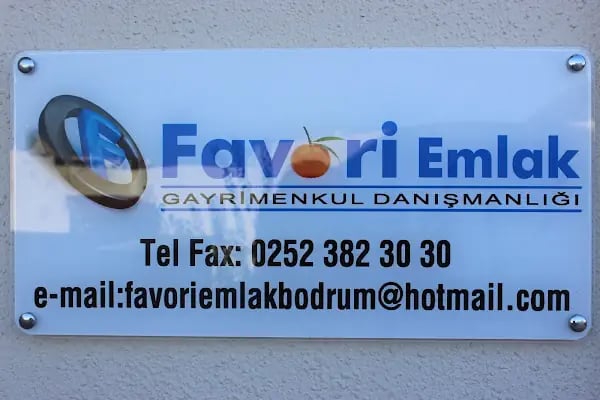 Favori Emlak
GAYRİMENKUL DANIŞMANLIĞI
Tel Fax: 0252 382 30 30
e-mail:favoriemlakbodrum@hotmail.com